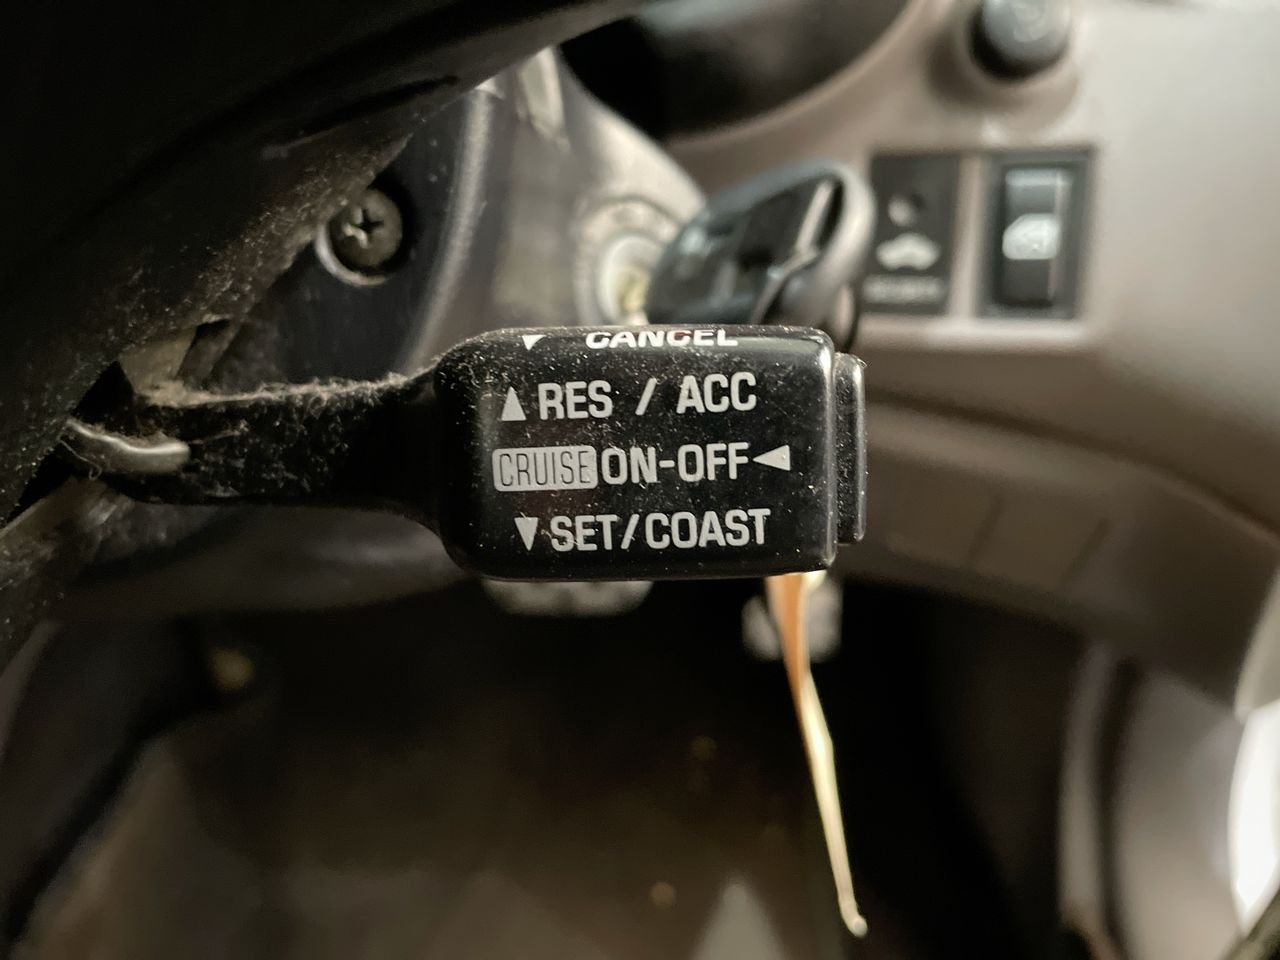 ▼ CANCEL
▲ RES / ACC
CRUISE ON-OFF ◀
▼ SET/COAST